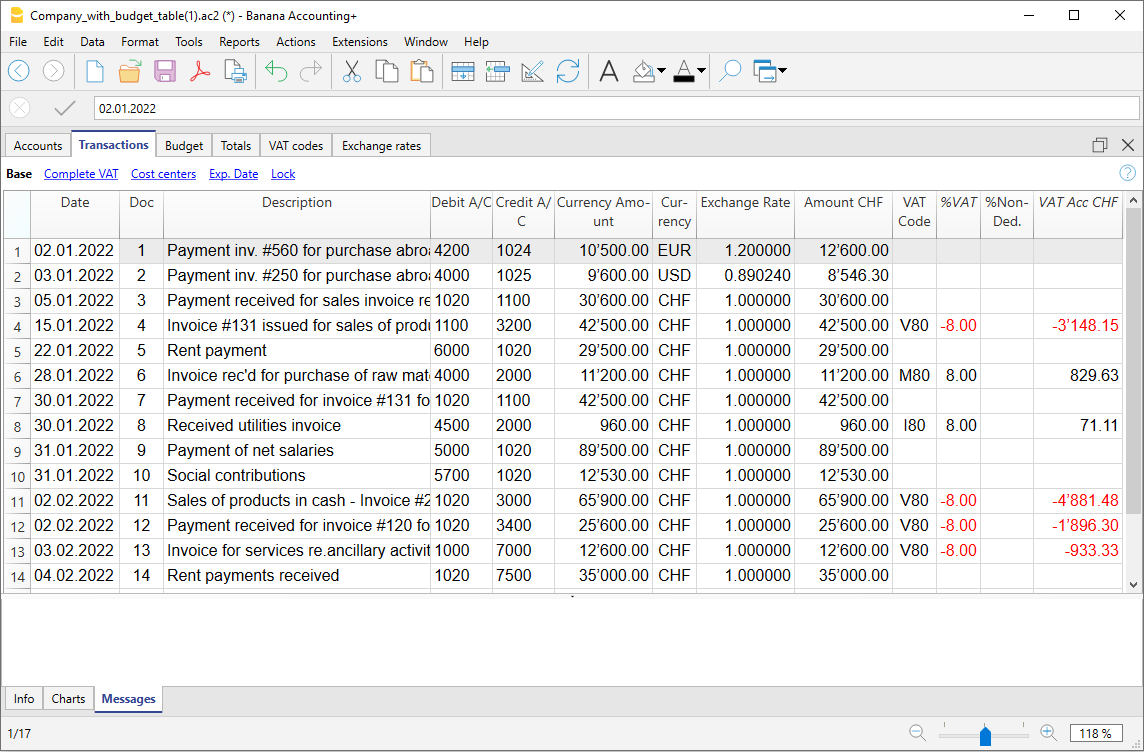 Company_with_budget_table(1).ac2 (*) - Banana Accounting+
File Edit Data Format Tools Reports Actions Extensions Window Help
02.01.2022
Accounts Transactions Budget Totals VAT codes Exchange rates
Base Complete VAT Cost centers Exp. Date Lock
Date Doc Description Debit A/C Credit A/ Currency Amo- Cur- Exchange Rate Amount CHF VAT %VAT %Non- VAT Acc CHF
C unt rency Code Ded.
1 02.01.2022 1 Payment inv. #560 for purchase abro 4200 1024 10’500.00 EUR 1.200000 12’600.00
2 03.01.2022 2 Payment inv. #250 for purchase abro 4000 1025 9’600.00 USD 0.890240 8’546.30
3 05.01.2022 3 Payment received for sales invoice re 1020 1100 30’600.00 CHF 1.000000 30’600.00
4 15.01.2022 4 Invoice #131 issued for sales of produ 1100 3200 42’500.00 CHF 1.000000 42’500.00 V80 -8.00 -3’148.15
5 22.01.2022 5 Rent payment 6000 1020 29’500.00 CHF 1.000000 29’500.00
6 28.01.2022 6 Invoice rec'd for purchase of raw mat 4000 2000 11’200.00 CHF 1.000000 11’200.00 M80 8.00 829.63
7 30.01.2022 7 Payment received for invoice #131 fo 1020 1100 42’500.00 CHF 1.000000 42’500.00
8 30.01.2022 8 Received utilities invoice 4500 2000 960.00 CHF 1.000000 960.00 I80 8.00 71.11
9 31.01.2022 9 Payment of net salaries 5000 1020 89’500.00 CHF 1.000000 89’500.00
10 31.01.2022 10 Social contributions 5700 1020 12’530.00 CHF 1.000000 12’530.00
11 02.02.2022 11 Sales of products in cash - Invoice #2 1020 3000 65’900.00 CHF 1.000000 65’900.00 V80 -8.00 -4’881.48
12 02.02.2022 12 Payment received for invoice #120 fo 1020 3400 25’600.00 CHF 1.000000 25’600.00 V80 -8.00 -1’896.30
13 03.02.2022 13 Invoice for services re.ancillary activit 1000 7000 12’600.00 CHF 1.000000 12’600.00 V80 -8.00 -933.33
14 04.02.2022 14 Rent payments received 1020 7500 35’000.00 CHF 1.000000 35’000.00
Info Charts Messages
1/17 118 %